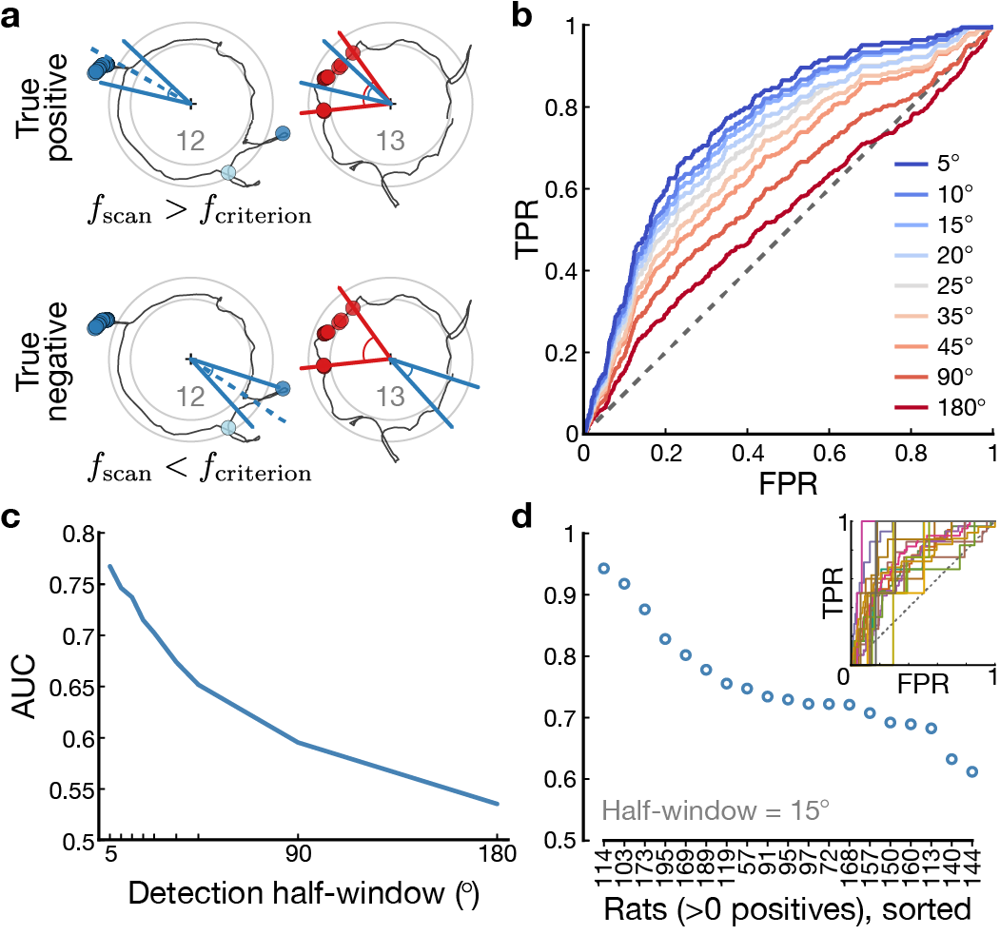 a
True
positive
12
13
f_scan > f_criterion
True
negative
12
13
f_scan < f_criterion
b
TPR
1
0.8
0.6
0.4
0.2
0
0 0.2 0.4 0.6 0.8 1
FPR
5°
10°
15°
20°
25°
35°
45°
90°
180°
c
AUC
0.8
0.75
0.7
0.65
0.6
0.55
0.5
5 90 180
Detection half-window (°)
d
1
0.9
0.8
0.7
0.6
0.5
1
TPR
0 FPR 1
Half-window = 15°
114 103 73 195 169 189 119 57 91 95 97 72 168 157 150 160 113 140 144
Rats (>0 positives), sorted